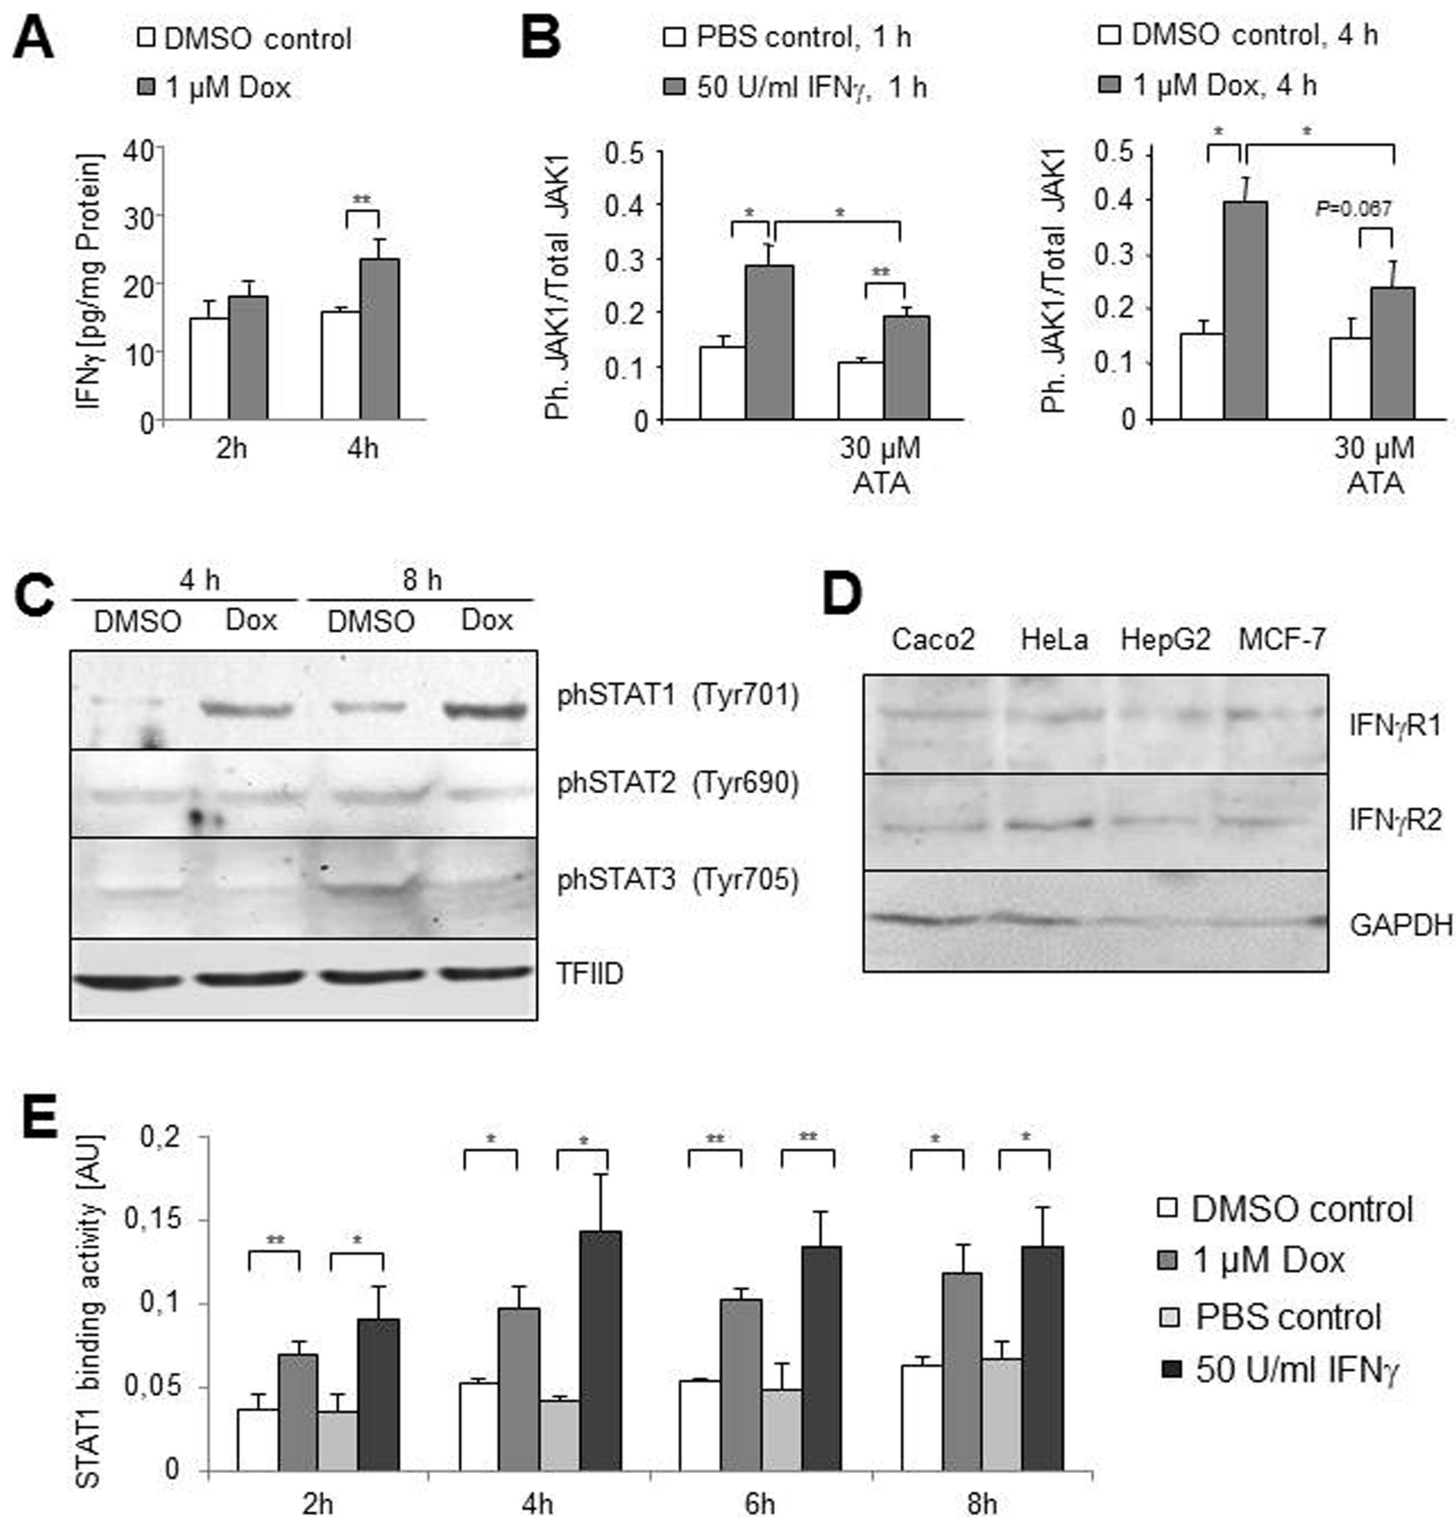 A
DMSO control
1 µM Dox
IFNγ [pg/mg Protein]
40
30
20
10
0
**
2h
4h
B
PBS control, 1 h
50 U/ml IFNγ, 1 h
Ph. JAK1/Total JAK1
0.5
0.4
0.3
0.2
0.1
0
*
*
**
30 µM
ATA
DMSO control, 4 h
1 µM Dox, 4 h
Ph. JAK1/Total JAK1
0.5
0.4
0.3
0.2
0.1
0
*
*
P=0.067
30 µM
ATA
C
4 h
8 h
DMSO
Dox
DMSO
Dox
phSTAT1 (Tyr701)
phSTAT2 (Tyr690)
phSTAT3 (Tyr705)
TFIID
D
Caco2
HeLa
HepG2
MCF-7
IFNγR1
IFNγR2
GAPDH
E
STAT1 binding activity [AU]
0,2
0,15
0,1
0,05
0
**
*
*
*
**
**
*
*
2h
4h
6h
8h
DMSO control
1 µM Dox
PBS control
50 U/ml IFNγ